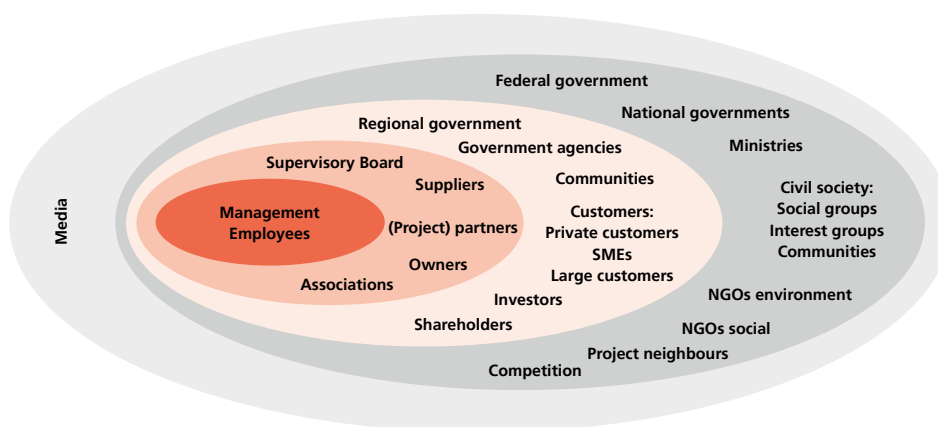 Federal government
National governments
Regional government
Ministries
Government agencies
Supervisory Board
Communities
Suppliers
Civil society:
Social groups
Interest groups
Communities
Media
Management
Employees
(Project) partners
Customers:
Private customers
SMEs
Large customers
Owners
Associations
Investors
NGOs environment
Shareholders
NGOs social
Project neighbours
Competition